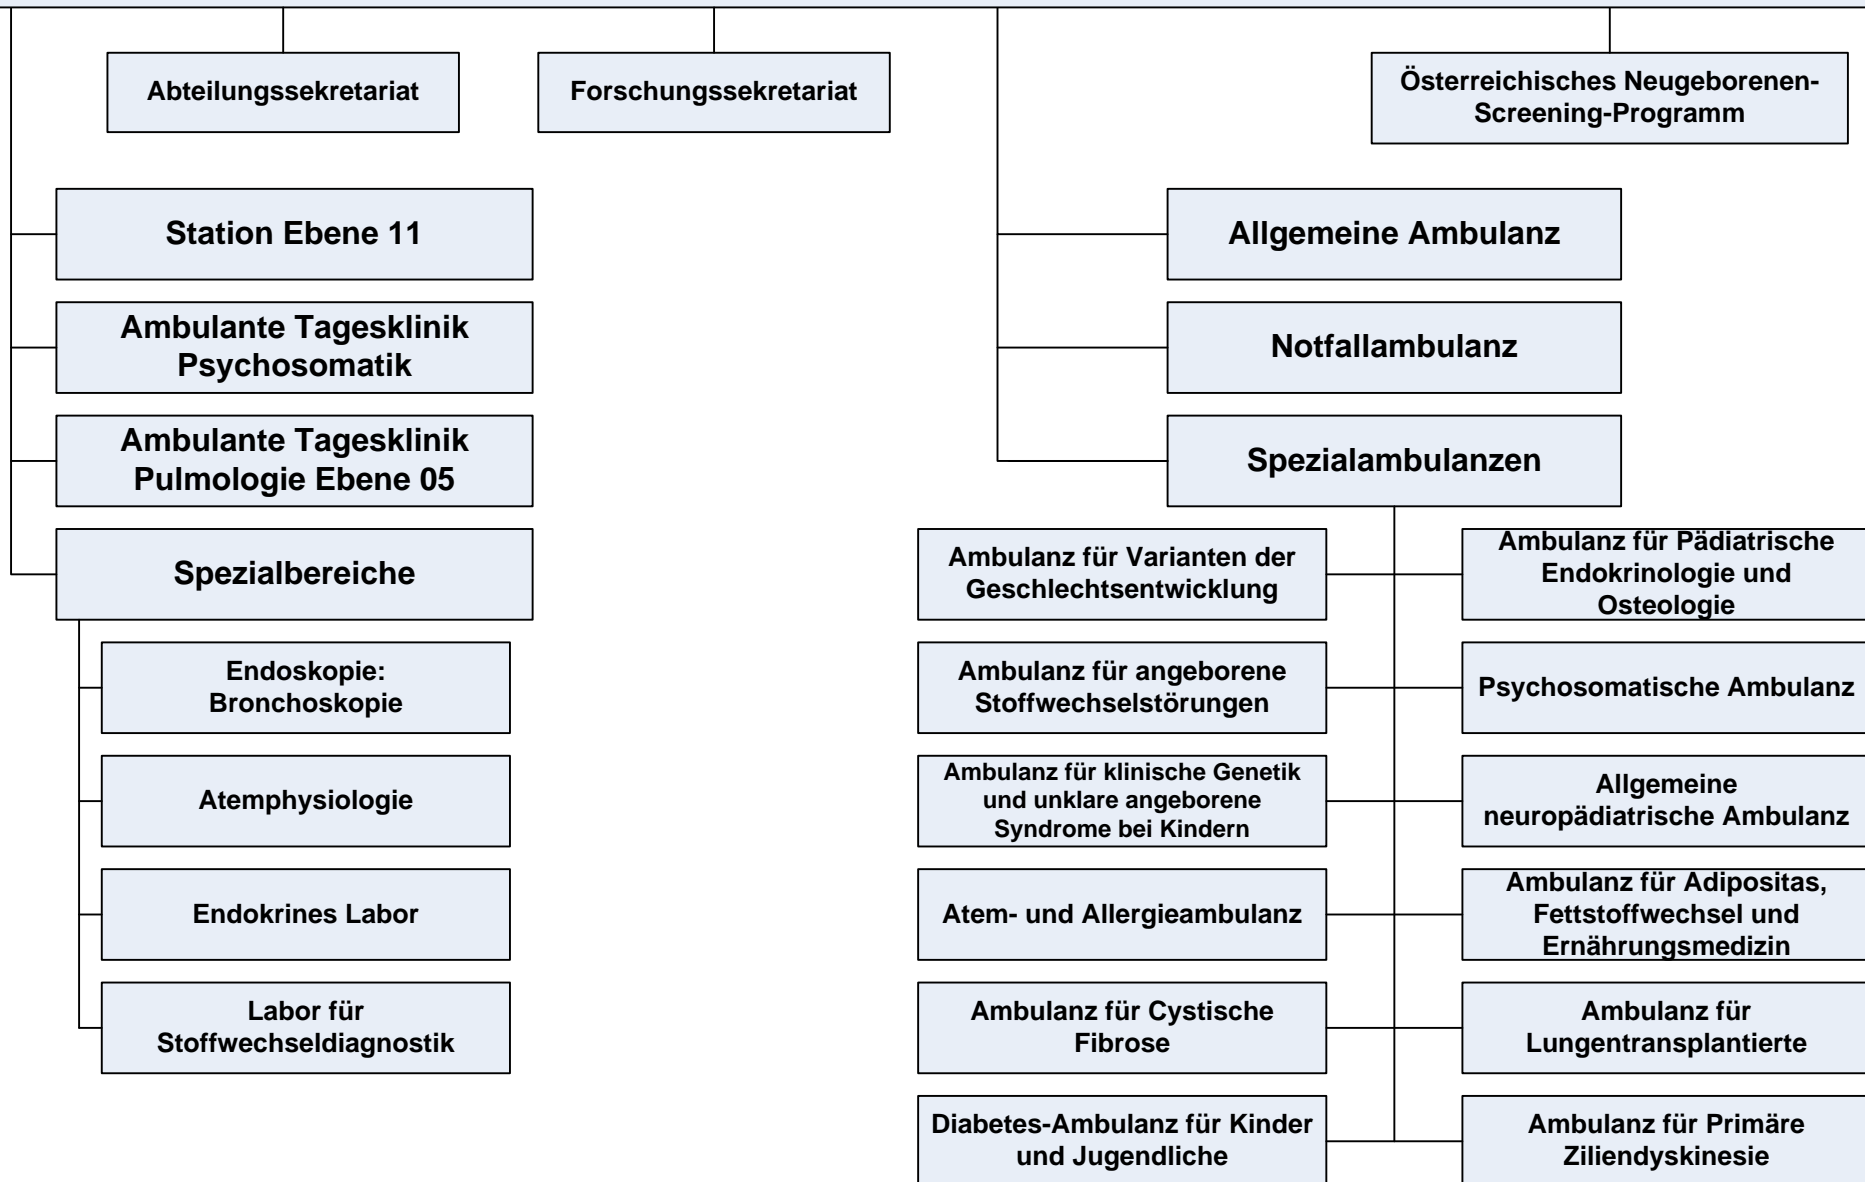 Abteilungssekretariat
Forschungssekretariat
Österreichisches Neugeborenen-
Screening-Programm
Station Ebene 11
Ambulante Tagesklinik
Psychosomatik
Ambulante Tagesklinik
Pulmologie Ebene 05
Spezialbereiche
Endoskopie:
Bronchoskopie
Atemphysiologie
Endokrines Labor
Labor für
Stoffwechseldiagnostik
Allgemeine Ambulanz
Notfallambulanz
Spezialambulanzen
Ambulanz für Varianten der
Geschlechtsentwicklung
Ambulanz für Pädiatrische
Endokrinologie und
Osteologie
Ambulanz für angeborene
Stoffwechselstörungen
Psychosomatische Ambulanz
Ambulanz für klinische Genetik
und unklare angeborene
Syndrome bei Kindern
Allgemeine
neuropädiatrische Ambulanz
Atem- und Allergieambulanz
Ambulanz für Adipositas,
Fettstoffwechsel und
Ernährungsmedizin
Ambulanz für Cystische
Fibrose
Ambulanz für
Lungentransplantierte
Diabetes-Ambulanz für Kinder
und Jugendliche
Ambulanz für Primäre
Ziliendyskinesie